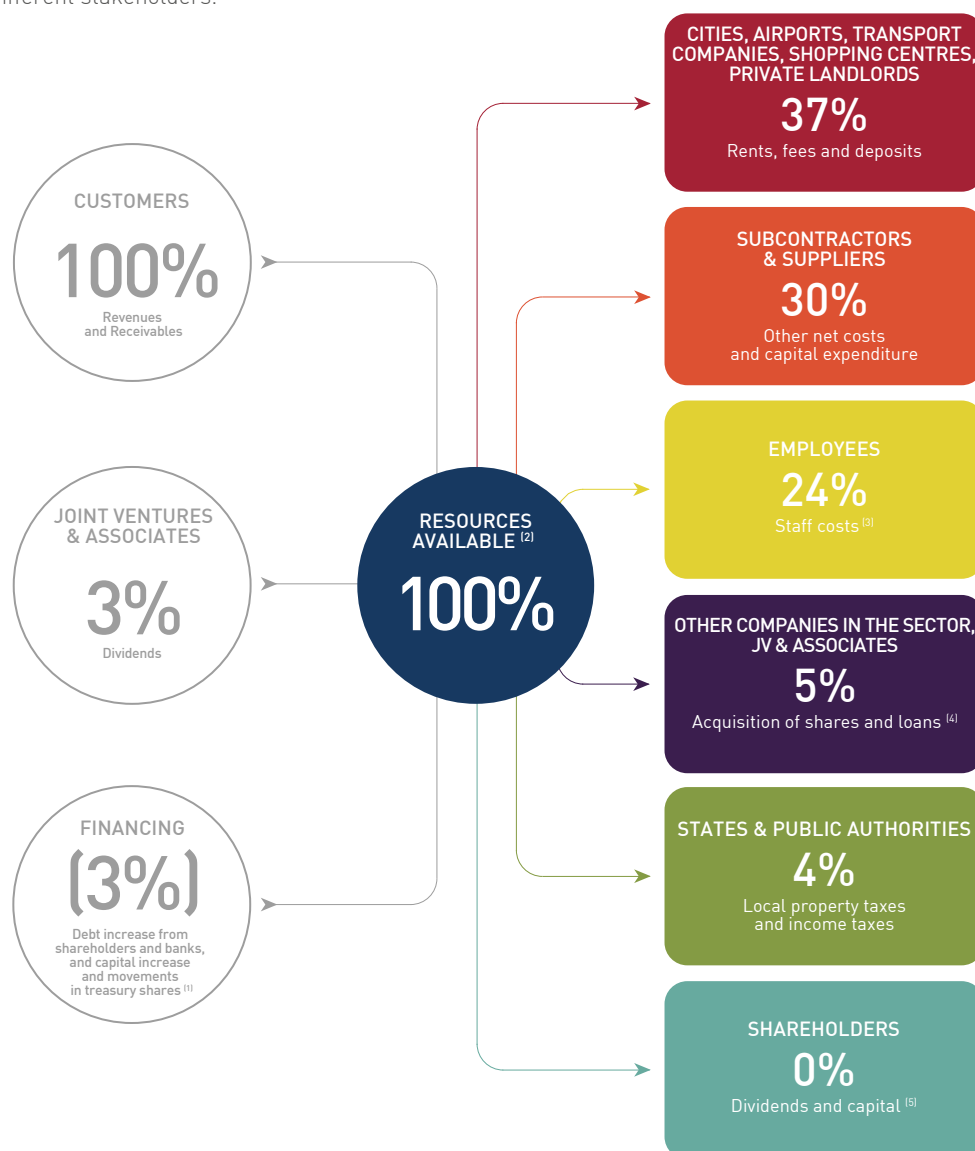 different stakeholders.
CUSTOMERS
100%
Revenues
and Receivables
JOINT VENTURES
& ASSOCIATES
3%
Dividends
FINANCING
(3%)
Debt increase from
shareholders and banks,
and capital increase
and movements
in treasury shares (1)
RESOURCES
AVAILABLE (2)
100%
CITIES, AIRPORTS, TRANSPORT
COMPANIES, SHOPPING CENTRES,
PRIVATE LANDLORDS
37%
Rents, fees and deposits
SUBCONTRACTORS
& SUPPLIERS
30%
Other net costs
and capital expenditure
EMPLOYEES
24%
Staff costs (3)
OTHER COMPANIES IN THE SECTOR,
JV & ASSOCIATES
5%
Acquisition of shares and loans (4)
STATES & PUBLIC AUTHORITIES
4%
Local property taxes
and income taxes
SHAREHOLDERS
0%
Dividends and capital (5)